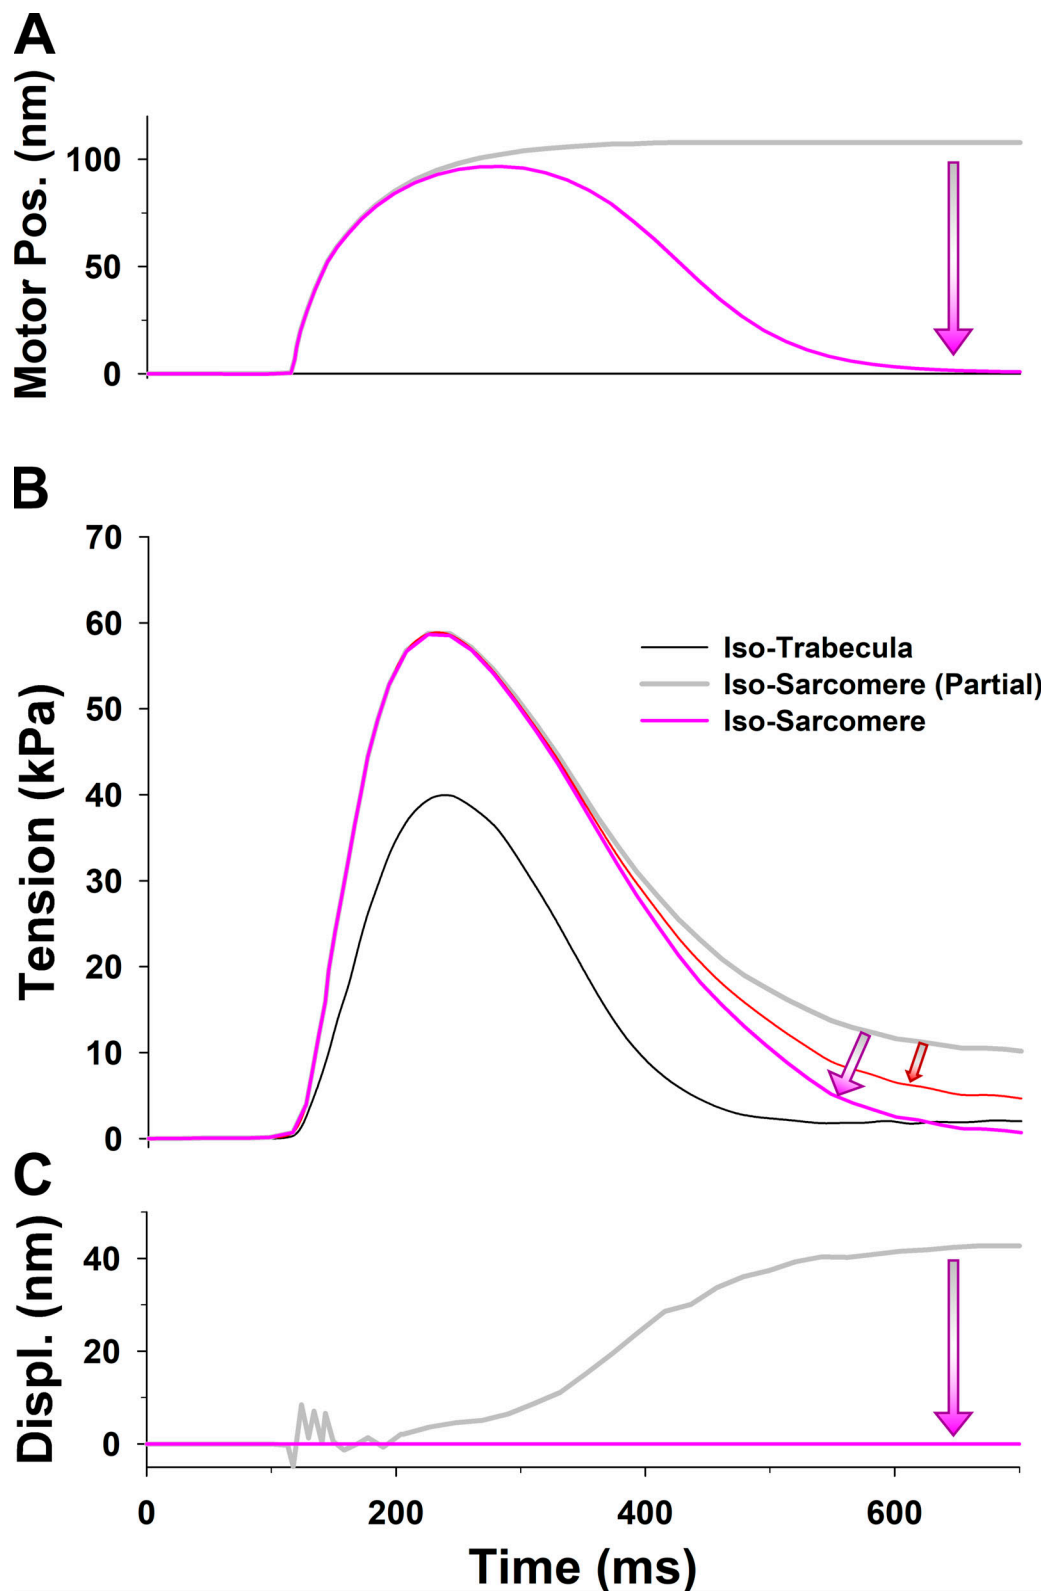 A
Motor Pos. (nm)
100
50
0
B
Tension (kPa)
70
60
50
40
30
20
10
0
Iso-Trabecula
Iso-Sarcomere (Partial)
Iso-Sarcomere
C
Displ. (nm)
40
20
0
0 200 400 600
Time (ms)